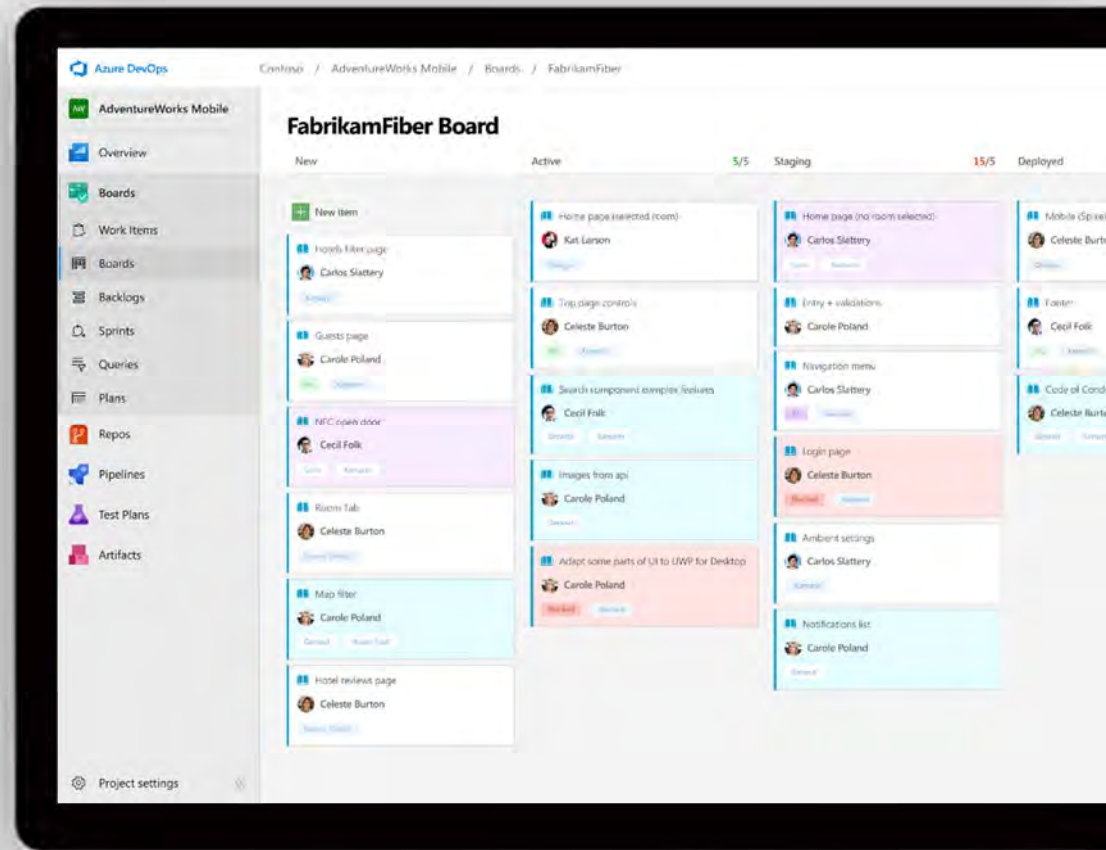 Azure DevOps
Contoso / AdventureWorks Mobile / Boards / FabrikamFiber
AdventureWorks Mobile
Overview
Boards
Work Items
Boards
Backlogs
Sprints
Queries
Plans
Repos
Pipelines
Test Plans
Artifacts
Project settings
FabrikamFiber Board
New
New item
Hotels filter page
Carlos Slattery
Guests page
Carole Poland
NFC open door
Cecil Folk
Room Tab
Celeste Burton
Map filter
Carole Poland
Hotel reviews page
Celeste Burton
Active 5/5
Home page (selected room)
Kat Larson
Top page controls
Celeste Burton
Search component complex features
Cecil Folk
Images from api
Carole Poland
Adapt some parts of UI to UWP for Desktop
Carole Poland
Blocked
Staging 15/5
Home page (no room selected)
Carlos Slattery
Entry + validations
Carole Poland
Navigation menu
Carlos Slattery
Login page
Celeste Burton
Blocked
Ambient settings
Carlos Slattery
Notifications list
Carole Poland
Deployed
Mobile
Celeste
Footer
Cecil Folk
Code of
Celeste